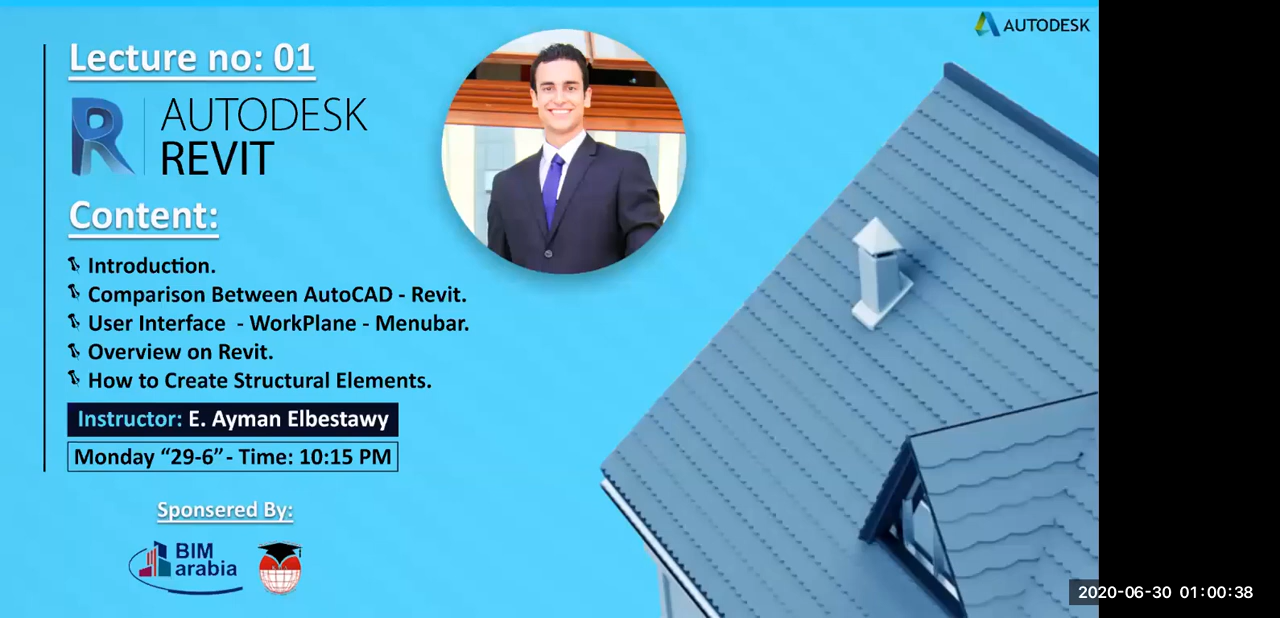 AUTODESK
Lecture no: 01
AUTODESK
REVIT
Content:
Introduction.
Comparison Between AutoCAD - Revit.
User Interface - WorkPlane - Menubar.
Overview on Revit.
How to Create Structural Elements.
Instructor: E. Ayman Elbestawy
Monday “29-6”- Time: 10:15 PM
Sponsered By:
BIM
arabia
2020-06-30 01:00:38